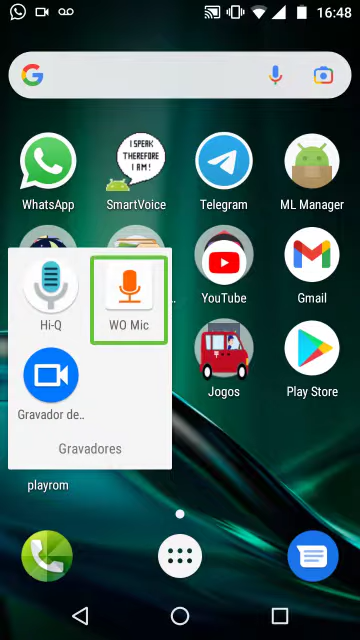 16:48
I SPEAK
THEREFORE
I AM!
WhatsApp
SmartVoice
Telegram
ML Manager
YouTube
Gmail
Hi-Q
WO Mic
Jogos
Play Store
Gravador de..
Gravadores
playrom